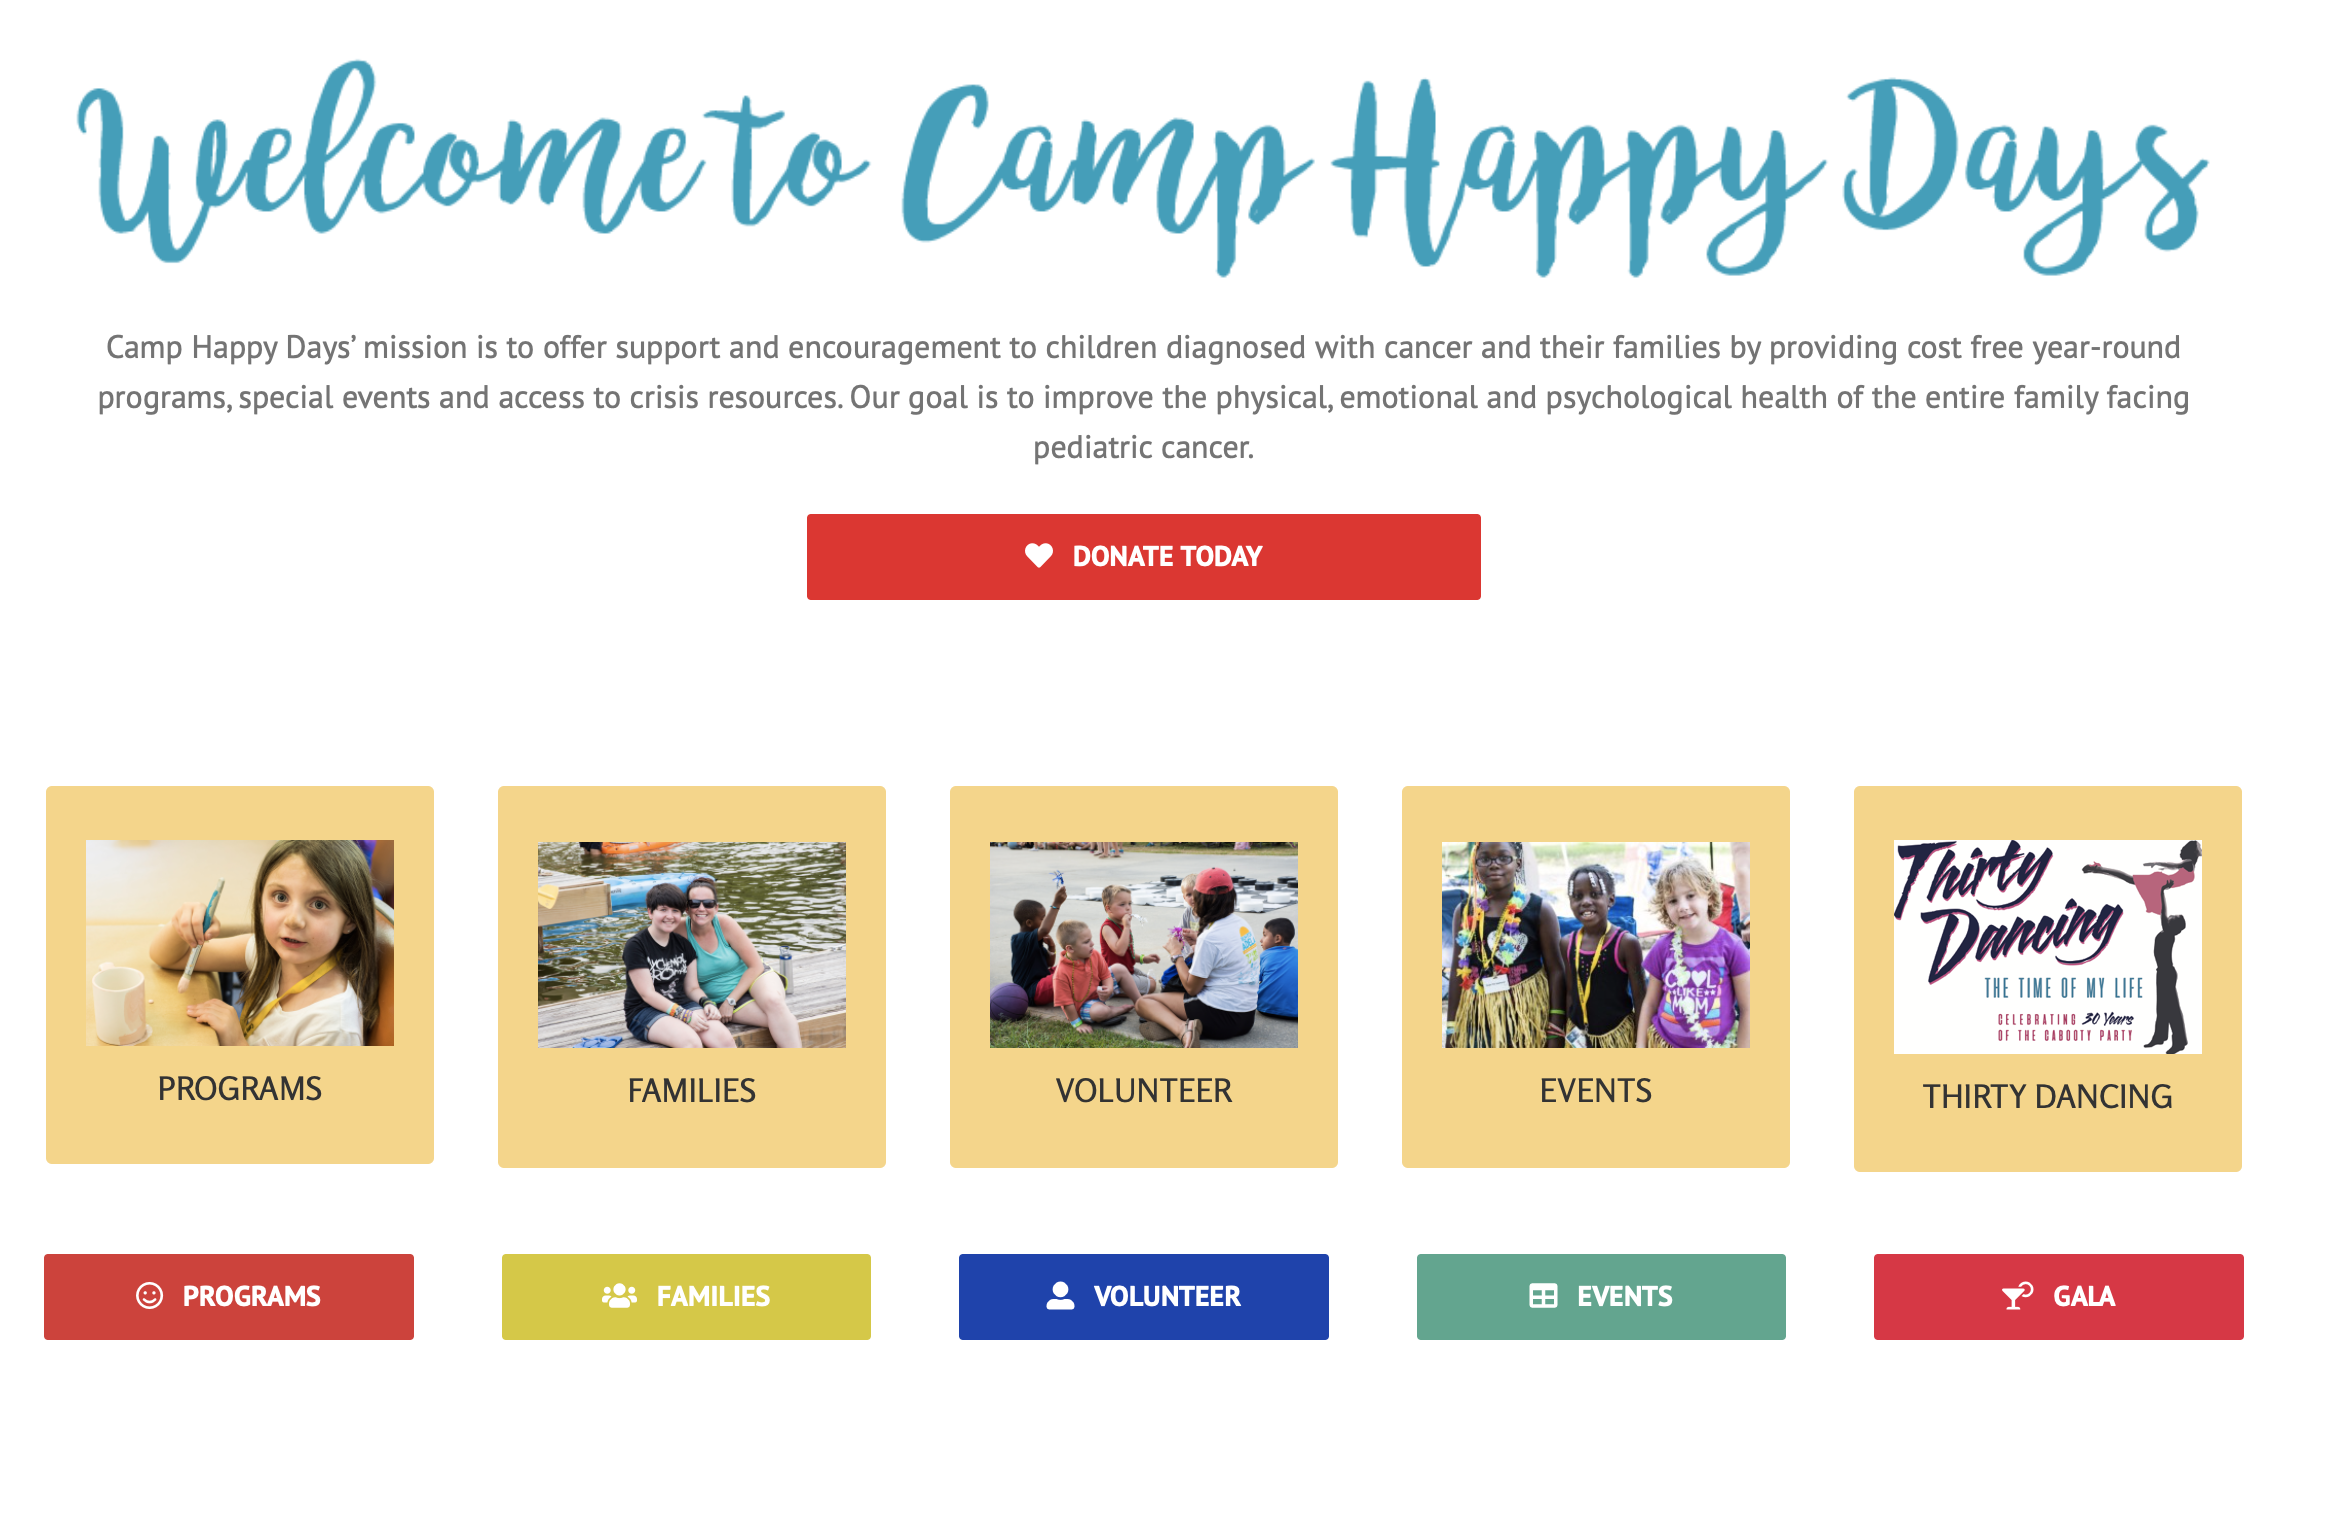 Welcome to Camp Happy Days
Camp Happy Days’ mission is to offer support and encouragement to children diagnosed with cancer and their families by providing cost free year-round
programs, special events and access to crisis resources. Our goal is to improve the physical, emotional and psychological health of the entire family facing
pediatric cancer.
DONATE TODAY
COOL
LIKE
MOM
Thirty
Dancing
THE TIME OF MY LIFE
CELEBRATING 30 Years
OF THE CABOOTY PARTY
PROGRAMS
FAMILIES
VOLUNTEER
EVENTS
THIRTY DANCING
PROGRAMS
FAMILIES
VOLUNTEER
EVENTS
GALA